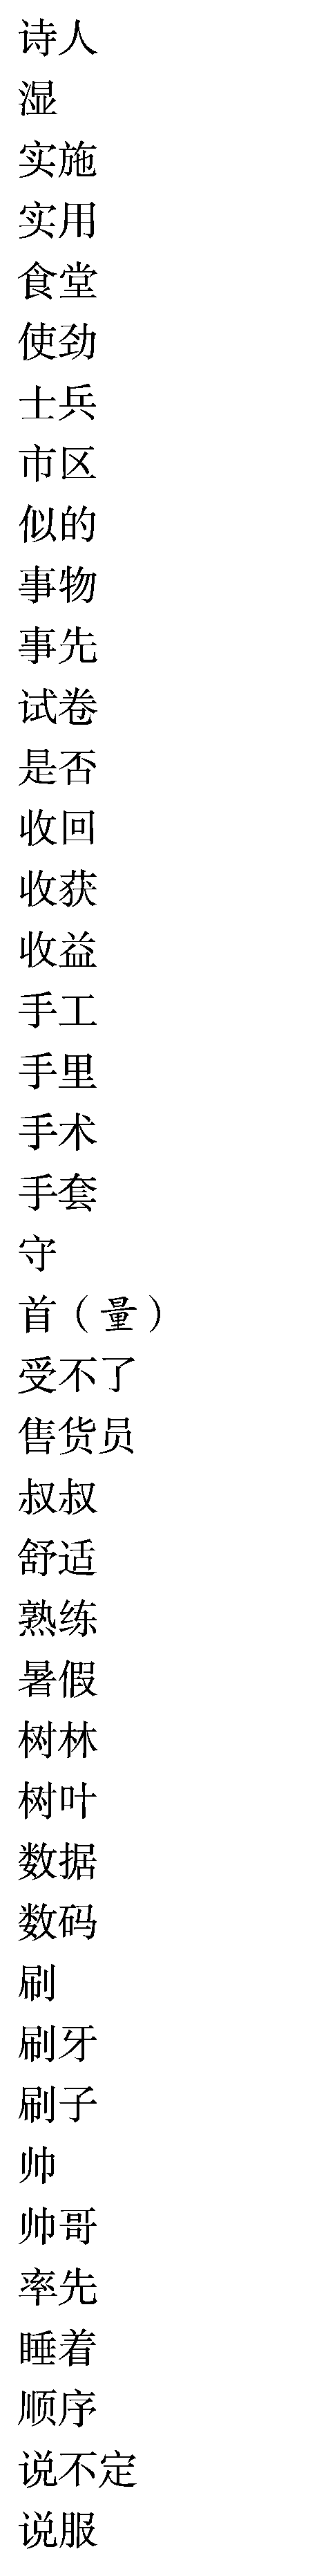 诗人
湿
实施
实用
食堂
使劲
士兵
市区
似的
事物
事先
试卷
是否
收回
收获
收益
手工
手里
手术
手套
守
首（量）
受不了
售货员
叔叔
舒适
熟练
暑假
树林
树叶
数据
数码
刷
刷牙
刷子
帅
帅哥
率先
睡着
顺序
说不定
说服